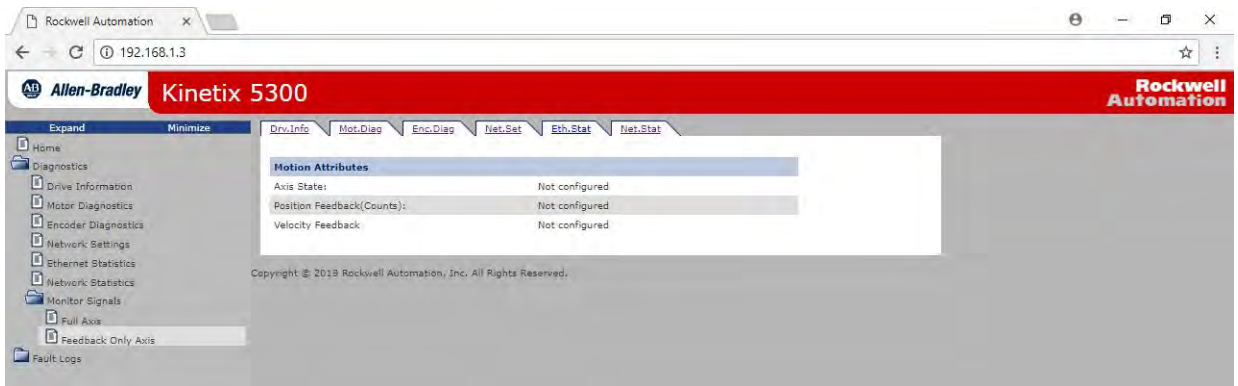 Rockwell Automation
192.168.1.3
AB Allen-Bradley Kinetix 5300 Rockwell Automation
Expand Minimize
Home
Diagnostics
Drive Information
Motor Diagnostics
Encoder Diagnostics
Network Settings
Ethernet Statistics
Network Statistics
Monitor Signals
Full Axis
Feedback Only Axis
Fault Logs
Drv.Info Mot.Diag Enc.Diag Net.Set Eth.Stat Net.Stat
Motion Attributes
Axis State: Not configured
Position Feedback(Counts): Not configured
Velocity Feedback Not configured
Copyright © 2019 Rockwell Automation, Inc. All Rights Reserved.